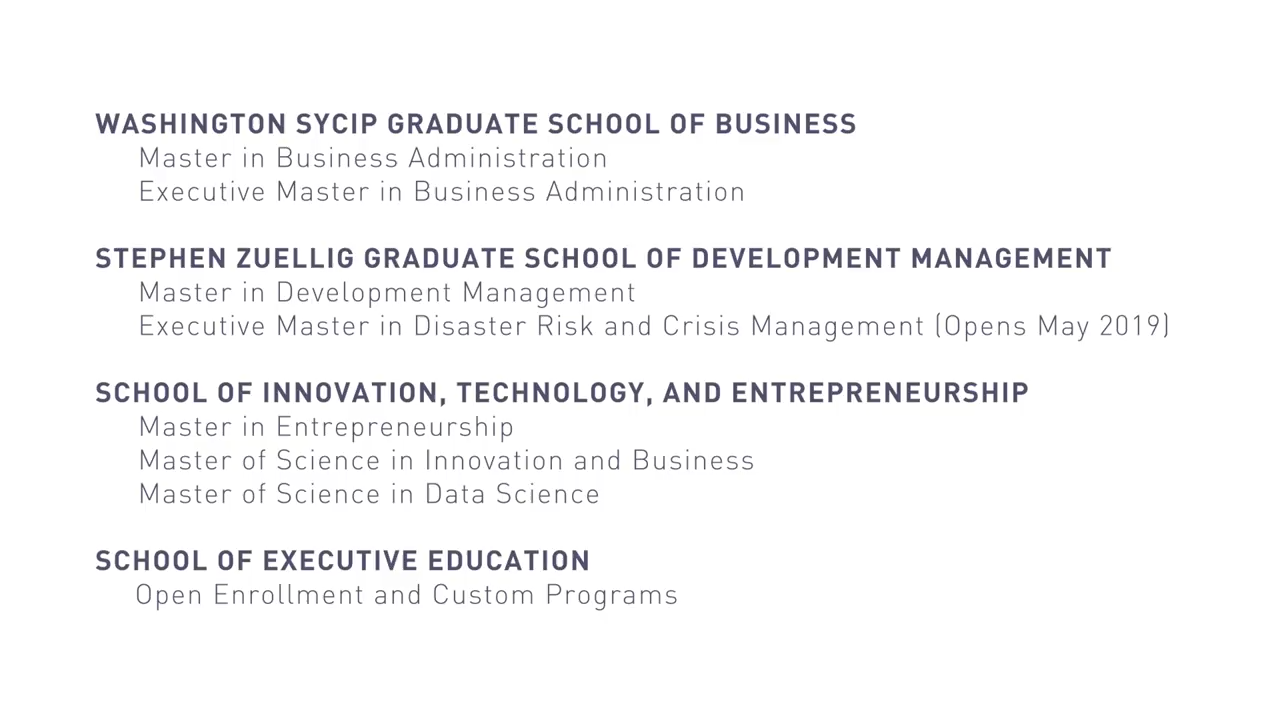 WASHINGTON SYCIP GRADUATE SCHOOL OF BUSINESS
Master in Business Administration
Executive Master in Business Administration
STEPHEN ZUELLIG GRADUATE SCHOOL OF DEVELOPMENT MANAGEMENT
Master in Development Management
Executive Master in Disaster Risk and Crisis Management (Opens May 2019)
SCHOOL OF INNOVATION, TECHNOLOGY, AND ENTREPRENEURSHIP
Master in Entrepreneurship
Master of Science in Innovation and Business
Master of Science in Data Science
SCHOOL OF EXECUTIVE EDUCATION
Open Enrollment and Custom Programs